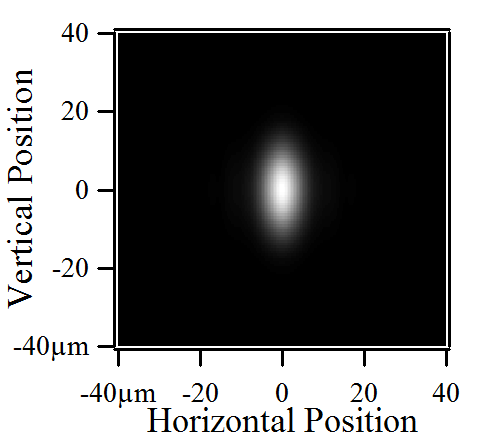 Vertical Position
40
20
0
-20
-40µm
-40µm -20 0 20 40
Horizontal Position